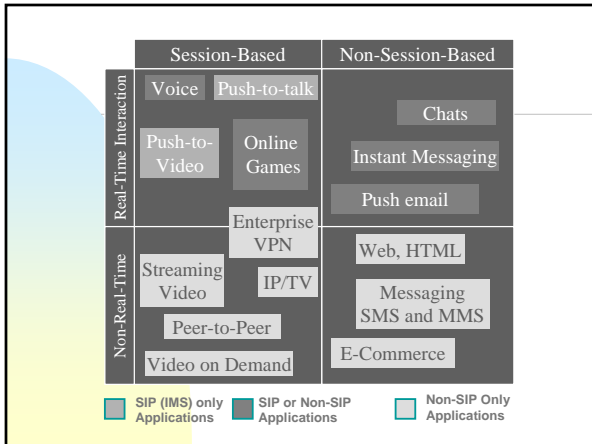 Session-Based
Non-Session-Based
Real-Time Interaction
Voice
Push-to-talk
Push-to-
Video
Online
Games
Chats
Instant Messaging
Push email
Non-Real-Time
Enterprise
VPN
Streaming
Video
IP/TV
Peer-to-Peer
Video on Demand
Web, HTML
Messaging
SMS and MMS
E-Commerce
SIP (IMS) only
Applications
SIP or Non-SIP
Applications
Non-SIP Only
Applications